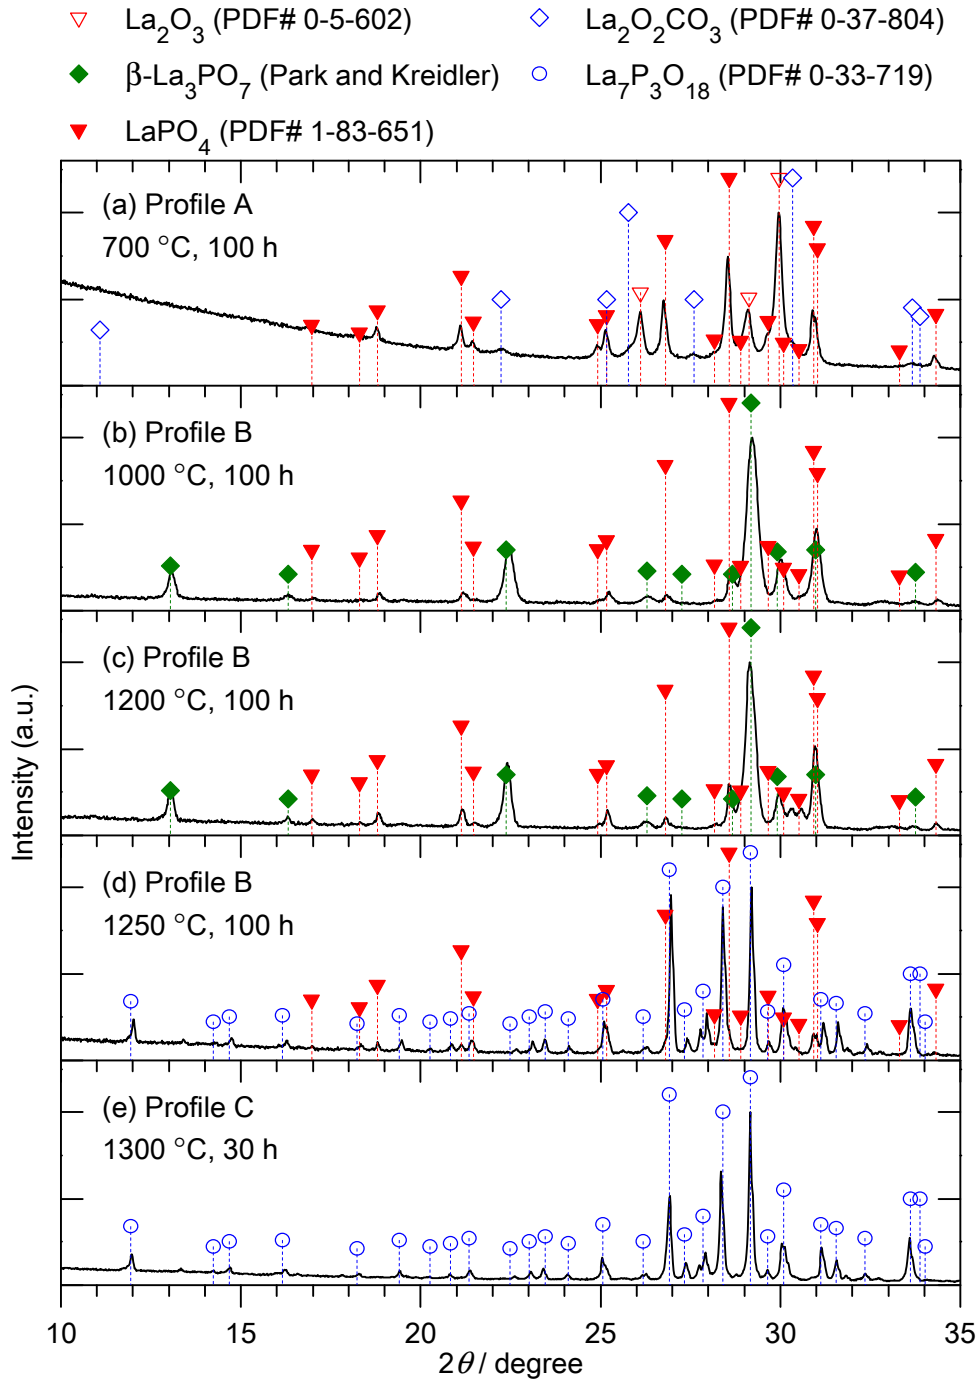 La₂O₃ (PDF# 0-5-602)
La₂O₂CO₃ (PDF# 0-37-804)
β-La₃PO₇ (Park and Kreidler)
La₇P₃O₁₈ (PDF# 0-33-719)
LaPO₄ (PDF# 1-83-651)
(a) Profile A
700 °C, 100 h
(b) Profile B
1000 °C, 100 h
(c) Profile B
1200 °C, 100 h
(d) Profile B
1250 °C, 100 h
(e) Profile C
1300 °C, 30 h
Intensity (a.u.)
10 15 20 25 30 35
2θ / degree